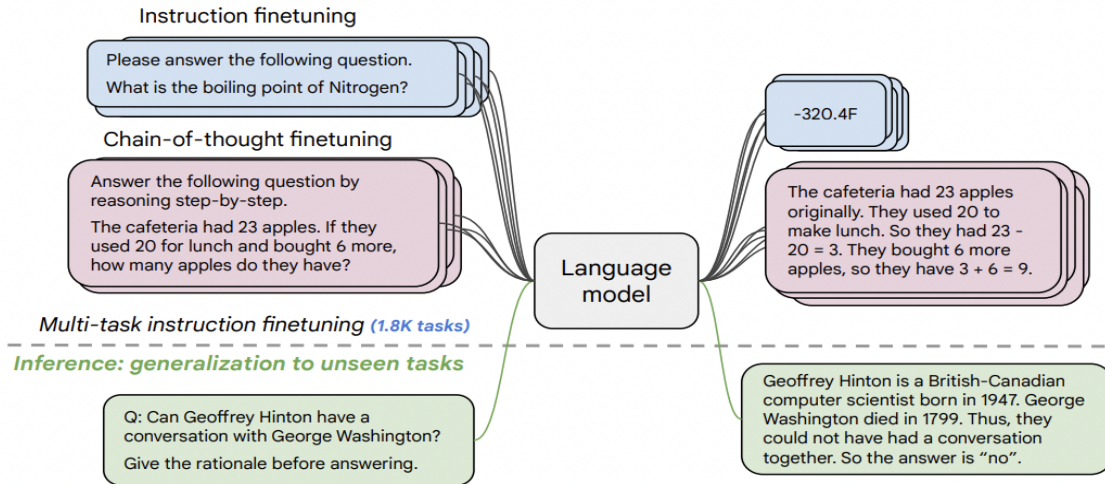 Instruction finetuning
Please answer the following question.
What is the boiling point of Nitrogen?
-320.4F
Chain-of-thought finetuning
Answer the following question by
reasoning step-by-step.
The cafeteria had 23 apples. If they
used 20 for lunch and bought 6 more,
how many apples do they have?
The cafeteria had 23 apples
originally. They used 20 to
make lunch. So they had 23 -
20 = 3. They bought 6 more
apples, so they have 3 + 6 = 9.
Language
model
Multi-task instruction finetuning (1.8K tasks)
Inference: generalization to unseen tasks
Q: Can Geoffrey Hinton have a
conversation with George Washington?
Give the rationale before answering.
Geoffrey Hinton is a British-Canadian
computer scientist born in 1947. George
Washington died in 1799. Thus, they
could not have had a conversation
together. So the answer is “no”.